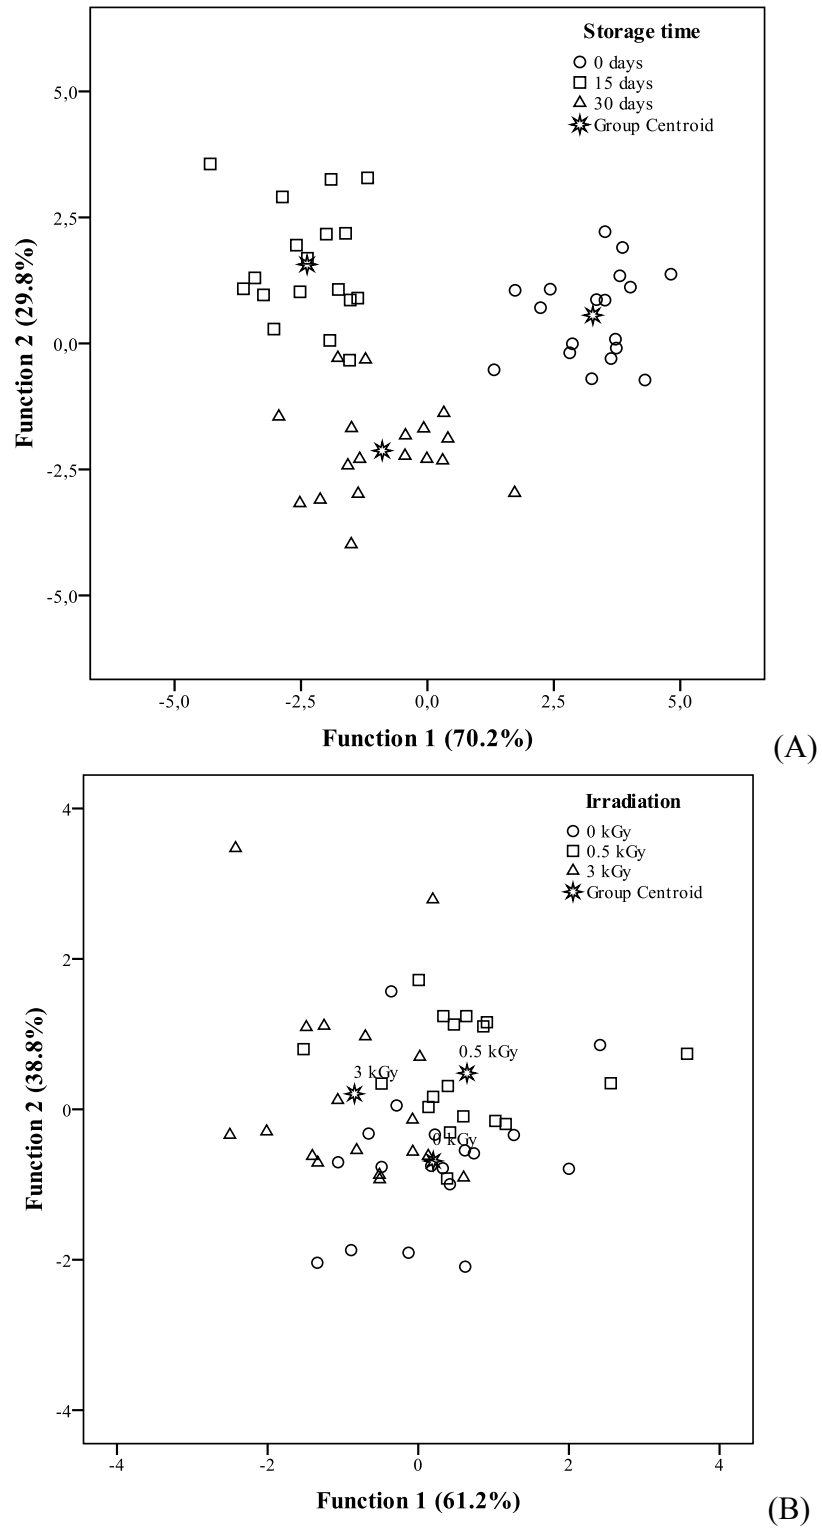 Storage time
0 days
15 days
30 days
Group Centroid
5,0
2,5
0,0
-2,5
-5,0
Function 2 (29.8%)
-5,0
-2,5
0,0
2,5
5,0
Function 1 (70.2%)
(A)
Irradiation
0 kGy
0.5 kGy
3 kGy
Group Centroid
4
2
0
-2
-4
Function 2 (38.8%)
0.5 kGy
3 kGy
0 kGy
-4
-2
0
2
4
Function 1 (61.2%)
(B)